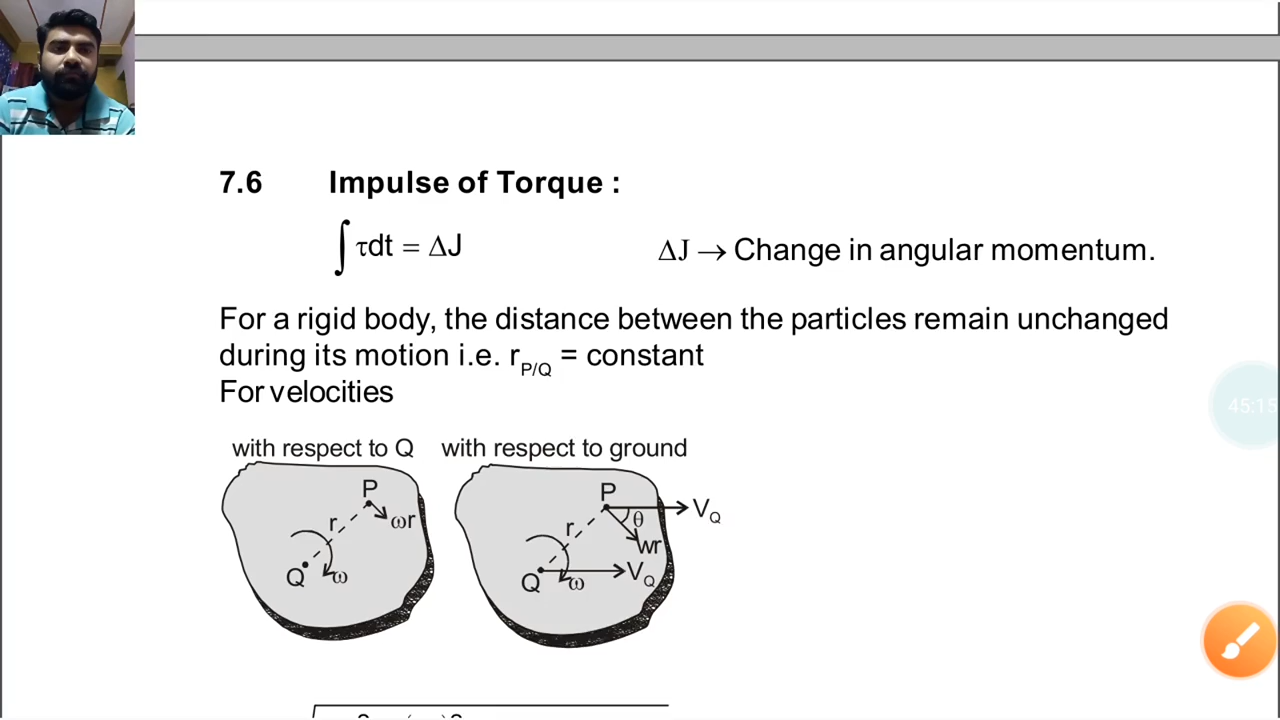 7.6 Impulse of Torque :
∫ τdt = ΔJ ΔJ → Change in angular momentum.
For a rigid body, the distance between the particles remain unchanged
during its motion i.e. r_P/Q = constant
For velocities
with respect to Q with respect to ground
P
r
ωr
Q
ω
P
V_Q
θ
r
wr
Q
ω
V_Q
45:15